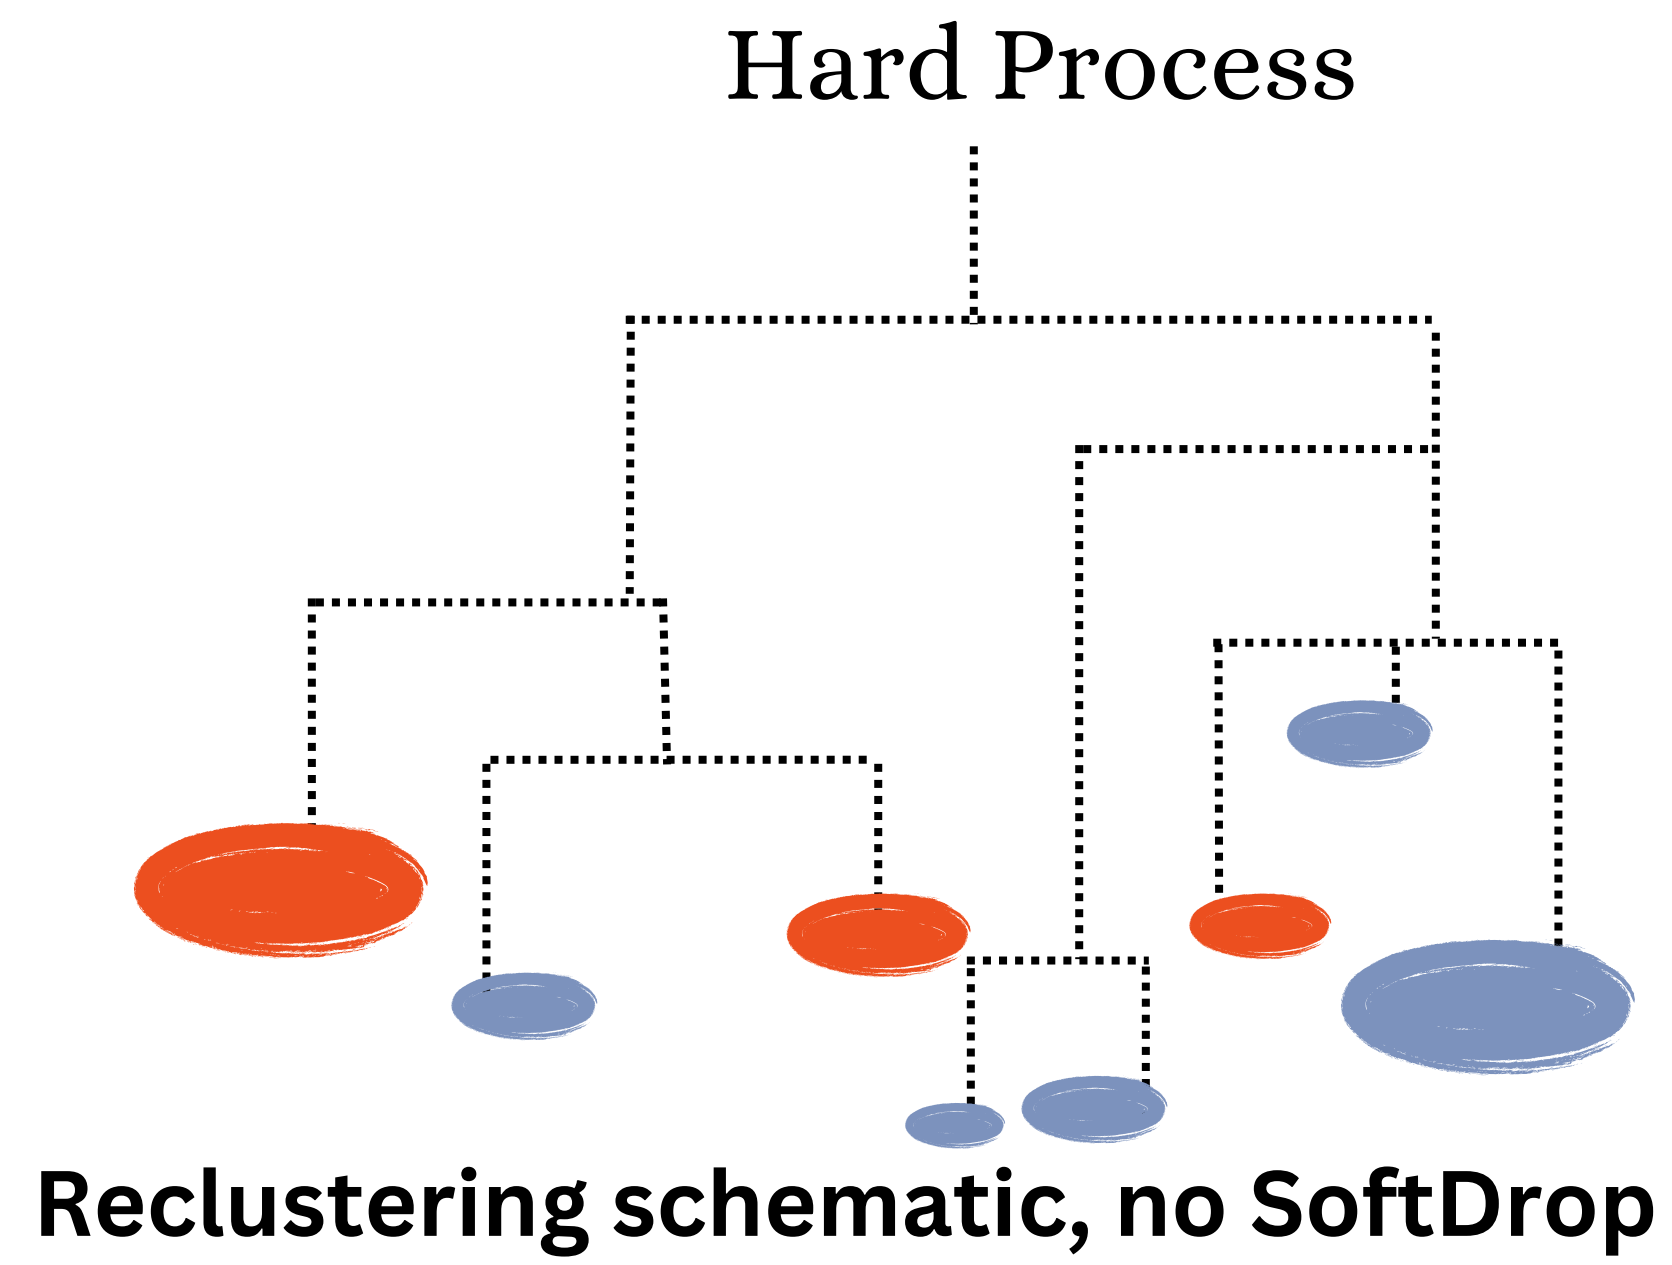 Hard Process
Reclustering schematic, no SoftDrop